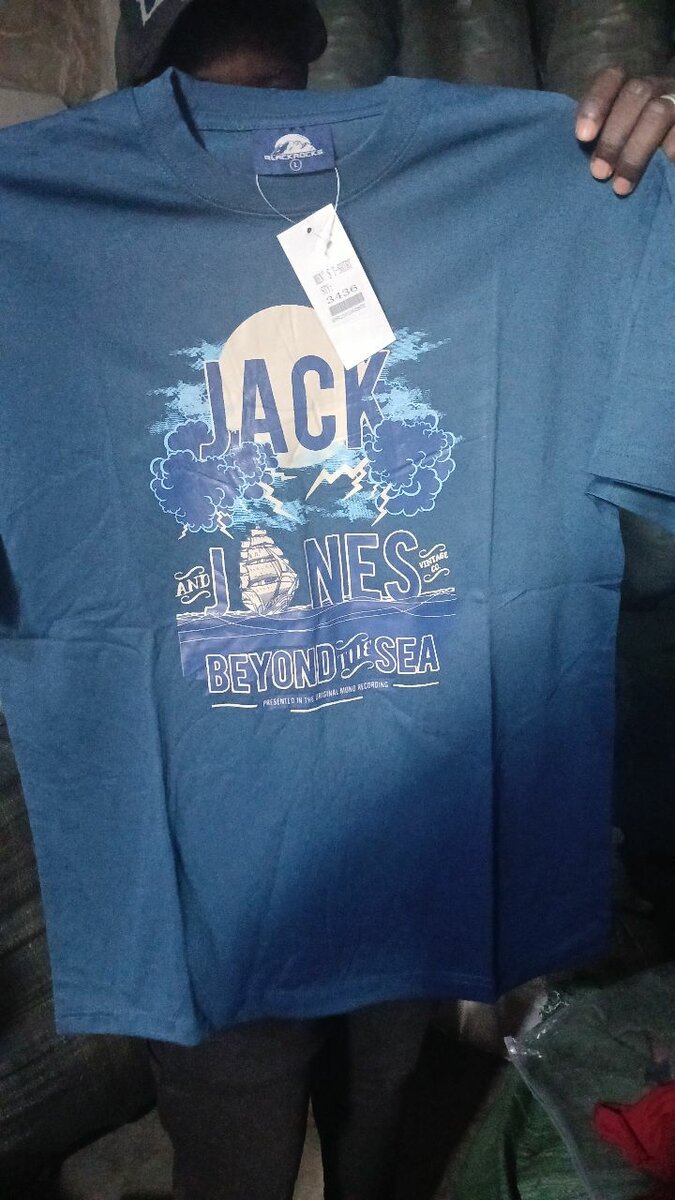 BLACKROCKS
L
3436
JACK
AND JONES VINTAGE CO.
BEYOND THE SEA
PRESENTED IN THE ORIGINAL MONO RECORDING